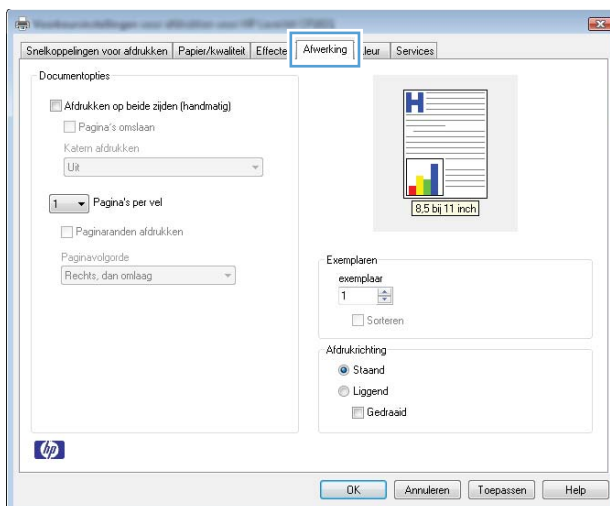 Snelkoppelingen voor afdrukken Papier/kwaliteit Effecte Afwerking leur Services
Documentopties
Afdrukken op beide zijden (handmatig)
Pagina's omslaan
Katern afdrukken
Uit
1 Pagina's per vel
Paginaranden afdrukken
Paginavolgorde
Rechts, dan omlaag
H
8,5 bij 11 inch
Exemplaren
exemplaar
1
Sorteren
Afdrukrichting
Staand
Liggend
Gedraaid
hp
OK Annuleren Toepassen Help